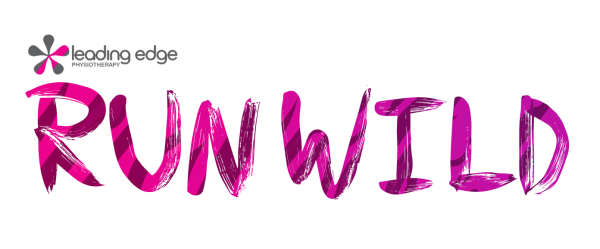 leading edge
PHYSIOTHERAPY
RUN WILD